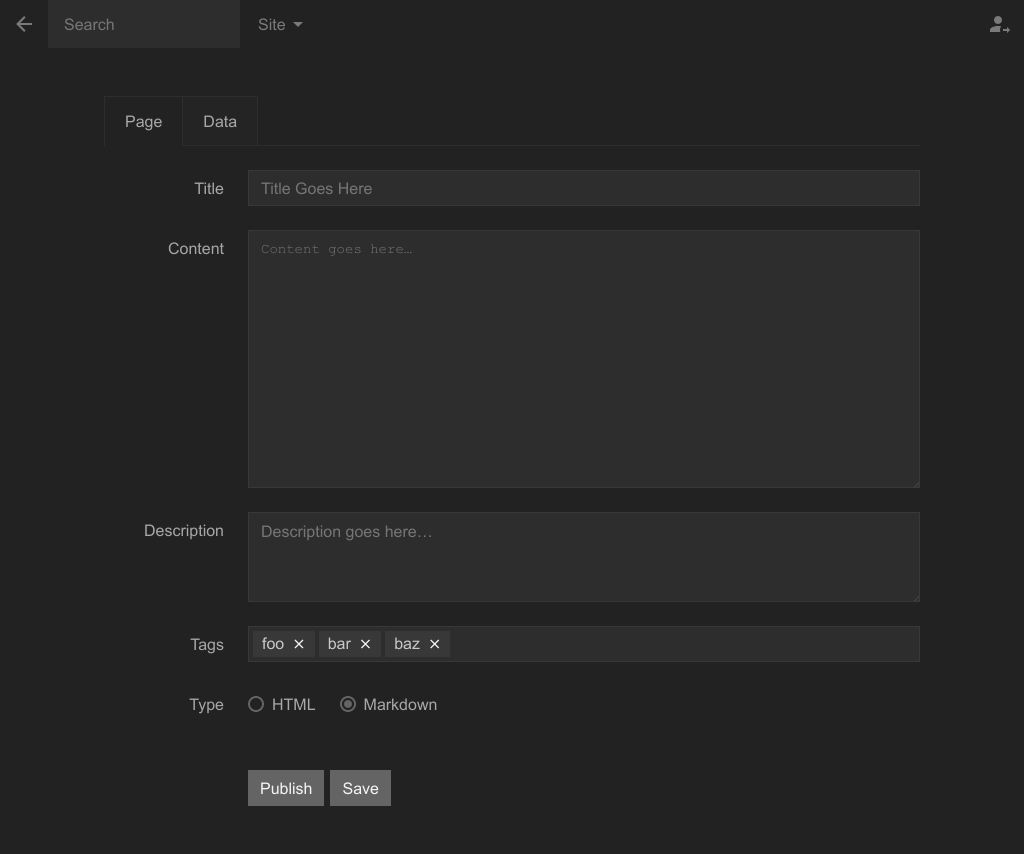 Search
Site
Page
Data
Title
Title Goes Here
Content
Content goes here…
Description
Description goes here…
Tags
foo
bar
baz
Type
HTML
Markdown
Publish
Save